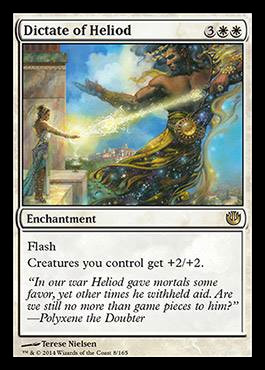 Dictate of Heliod 3
Enchantment
Flash
Creatures you control get +2/+2.
"In our war Heliod gave mortals some
favor, yet other times he withheld aid. Are
we still no more than game pieces to him?"
—Polyxene the Doubter
Terese Nielsen
™ & © 2014 Wizards of the Coast 8/165